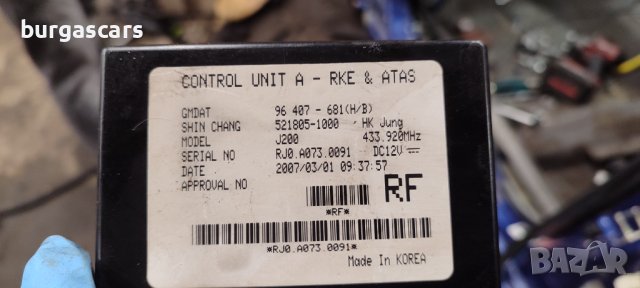 burgascars
CONTROL UNIT A - RKE & ATAS
GMDAT 96 407 - 681(H/B)
SHIN CHANG 521805-1000 HK Jung
MODEL J200 433.920MHz
SERIAL NO RJ0.A073.0091 DC12V
DATE 2007/03/01 09:37:57
APPROVAL NO
RF
*RF*
*RJ0.A073.0091*
Made In KOREA
BAZAR
bg